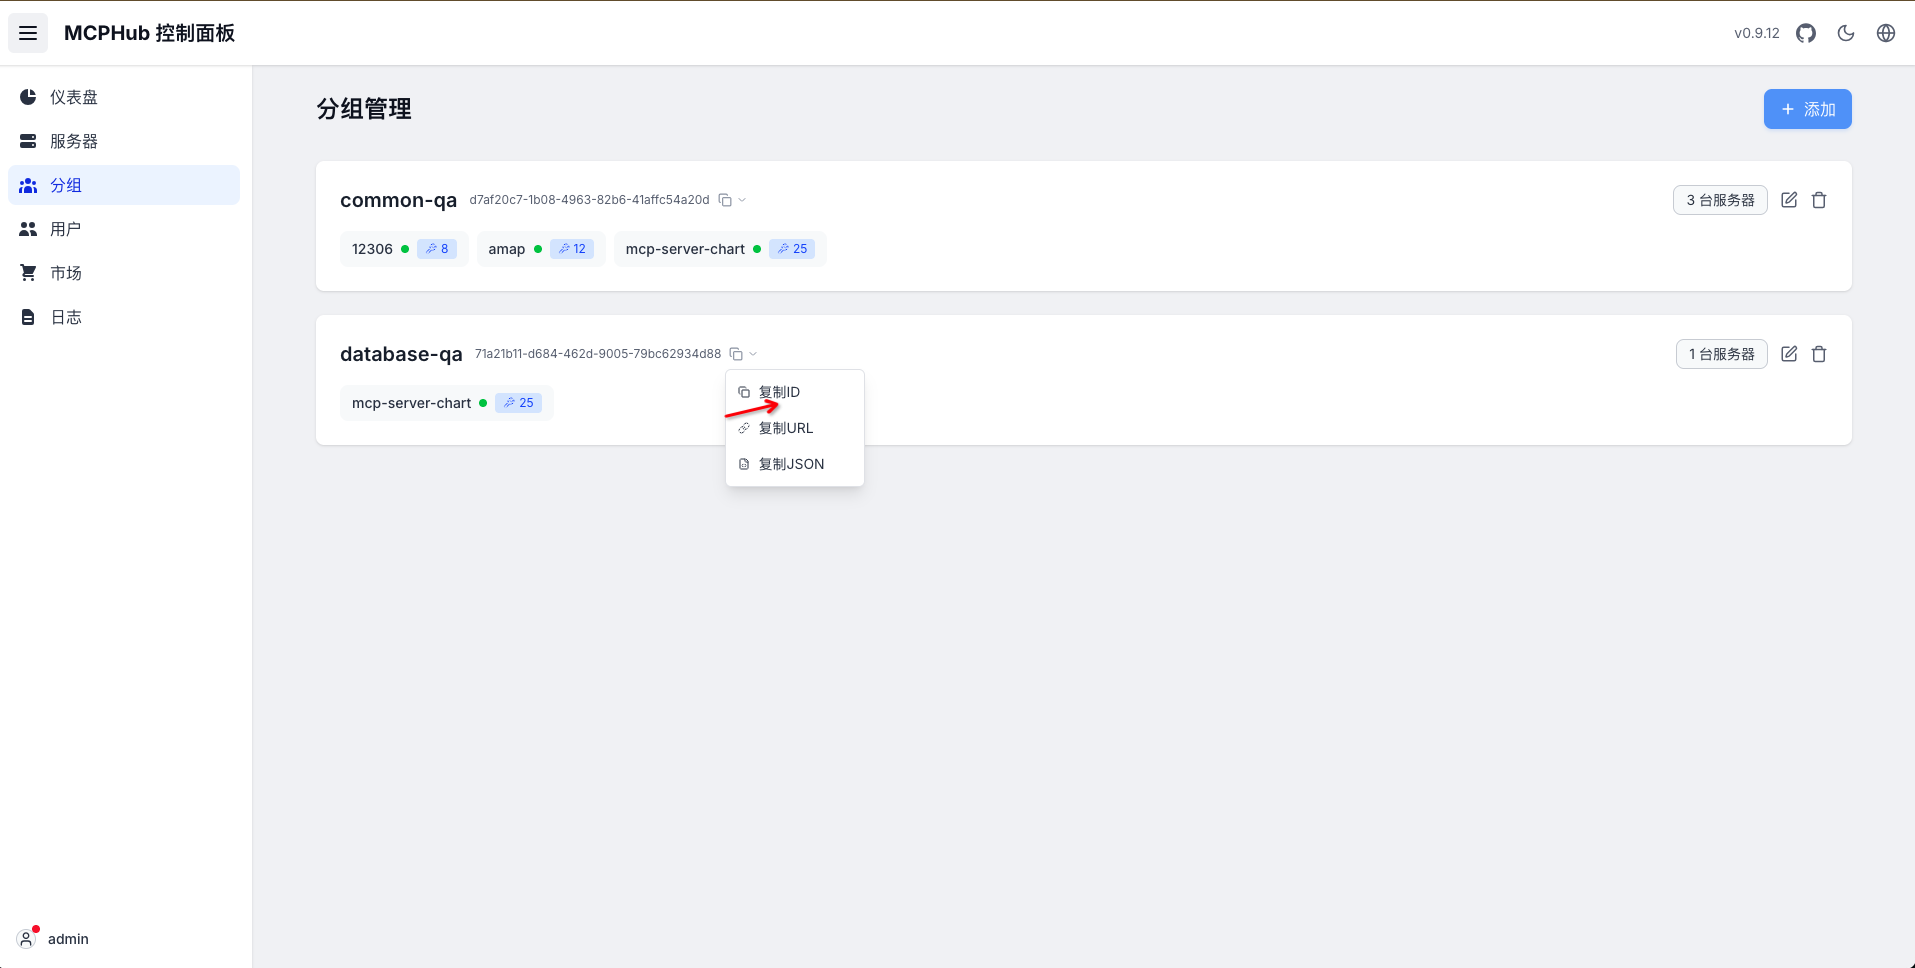 MCPHub 控制面板
v0.9.12
仪表盘
服务器
分组
用户
市场
日志
admin
分组管理
添加
common-qa d7af20c7-1b08-4963-82b6-41affc54a20d
3 台服务器
12306 8 amap 12 mcp-server-chart 25
database-qa 71a21b11-d684-462d-9005-79bc62934d88
1 台服务器
mcp-server-chart 25
复制ID
复制URL
复制JSON